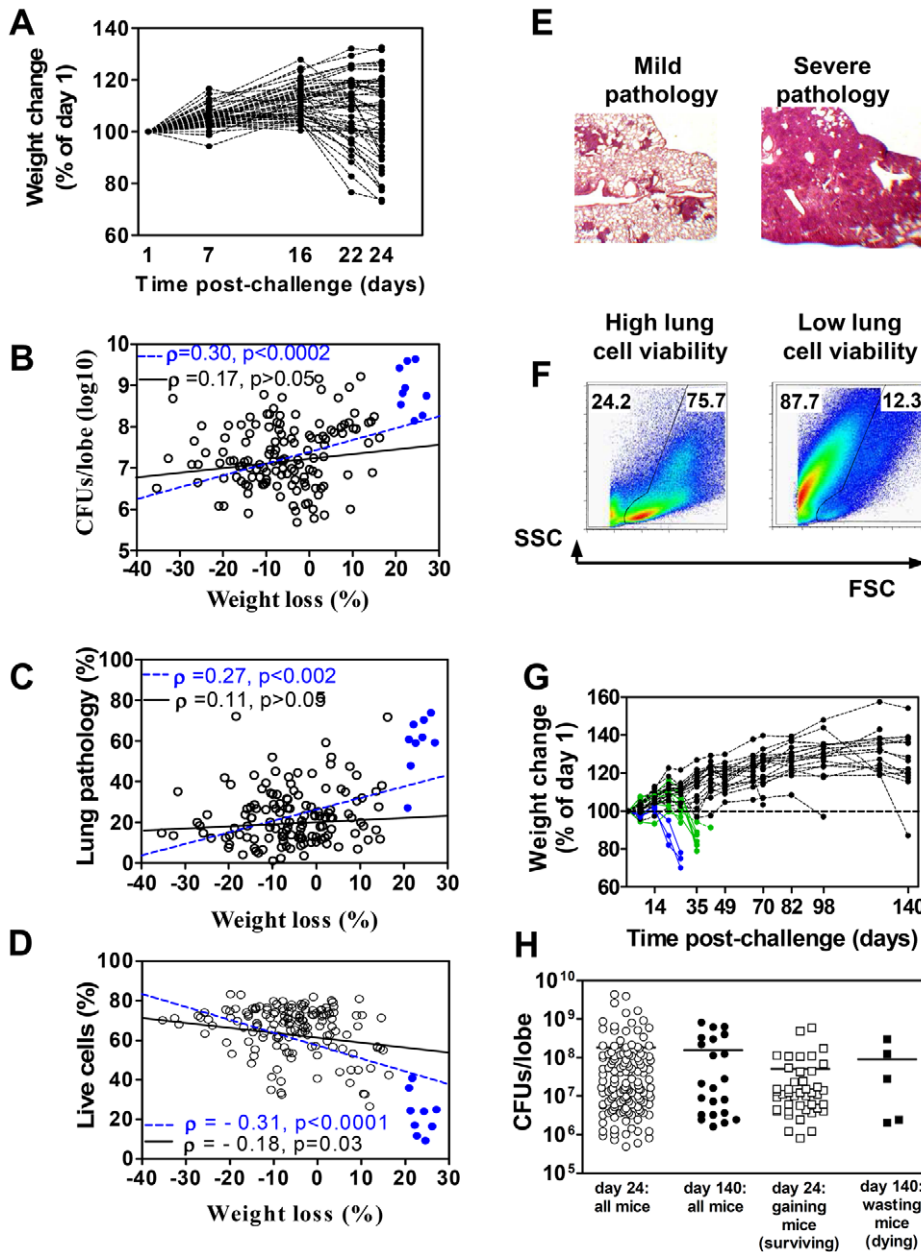 A
Weight change
(% of day 1)
140
120
100
80
60
1 7 16 22 24
Time post-challenge (days)
B
CFUs/lobe (log10)
10
9
8
7
6
5
ρ=0.30, p<0.0002
ρ=0.17, p>0.05
-40 -30 -20 -10 0 10 20 30
Weight loss (%)
C
Lung pathology (%)
100
80
60
40
20
0
ρ=0.27, p<0.002
ρ=0.11, p>0.05
-40 -30 -20 -10 0 10 20 30
Weight loss (%)
D
Live cells (%)
100
80
60
40
20
0
ρ = - 0.31, p<0.0001
ρ = - 0.18, p=0.03
-40 -30 -20 -10 0 10 20 30
Weight loss (%)
E
Mild
pathology
Severe
pathology
F
High lung
cell viability
Low lung
cell viability
24.2 75.7
87.7 12.3
SSC
FSC
G
Weight change
(% of day 1)
160
140
120
100
80
60
14 35 49 70 82 98 140
Time post-challenge (days)
H
CFUs/lobe
10^10
10^9
10^8
10^7
10^6
10^5
day 24:
all mice
day 140:
all mice
day 24:
gaining
mice
(surviving)
day 140:
wasting
mice
(dying)